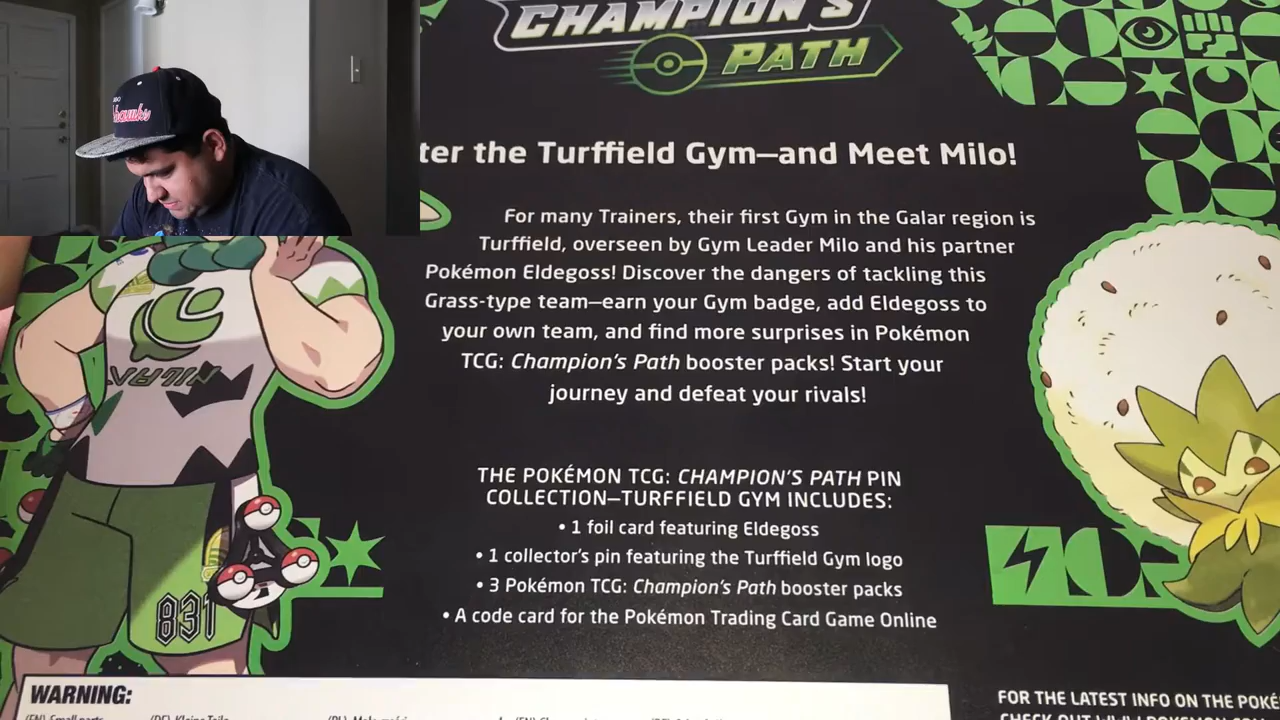 CHAMPION'S
PATH
ter the Turffield Gym—and Meet Milo!
For many Trainers, their first Gym in the Galar region is
Turffield, overseen by Gym Leader Milo and his partner
Pokémon Eldegoss! Discover the dangers of tackling this
Grass-type team—earn your Gym badge, add Eldegoss to
your own team, and find more surprises in Pokémon
TCG: Champion's Path booster packs! Start your
journey and defeat your rivals!
THE POKÉMON TCG: CHAMPION'S PATH PIN
COLLECTION—TURFFIELD GYM INCLUDES:
• 1 foil card featuring Eldegoss
• 1 collector's pin featuring the Turffield Gym logo
• 3 Pokémon TCG: Champion's Path booster packs
• A code card for the Pokémon Trading Card Game Online
831
WARNING:
FOR THE LATEST INFO ON THE POKÉ